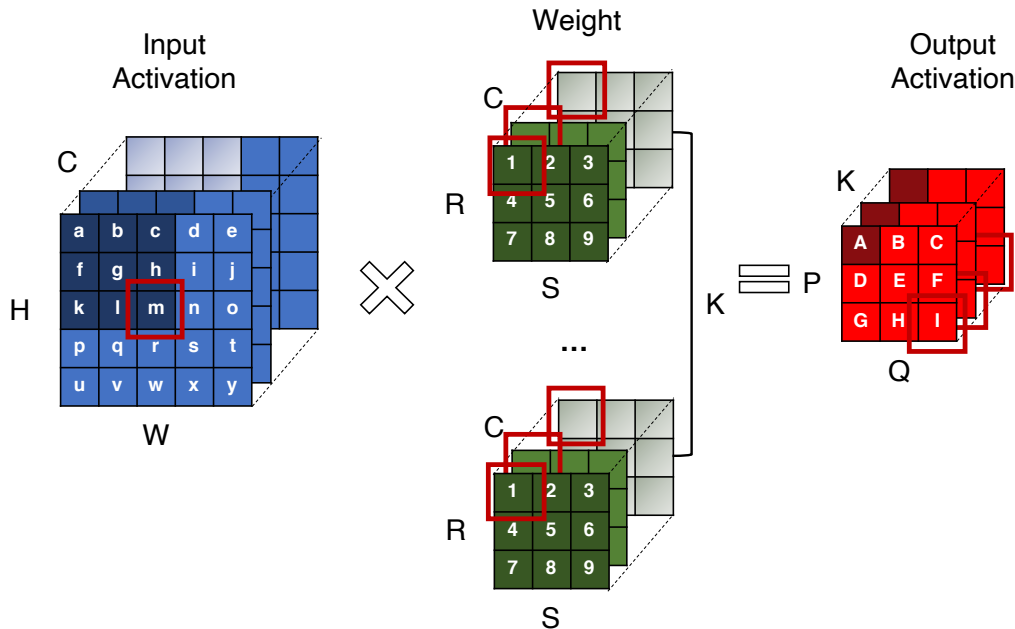 Input
Activation
Weight
Output
Activation
C
a b c d e
f g h i j
k l m n o
p q r s t
u v w x y
H
W
C
1 2 3
4 5 6
7 8 9
R
S
...
K
C
1 2 3
4 5 6
7 8 9
R
S
K
A B C
D E F
G H I
P
Q